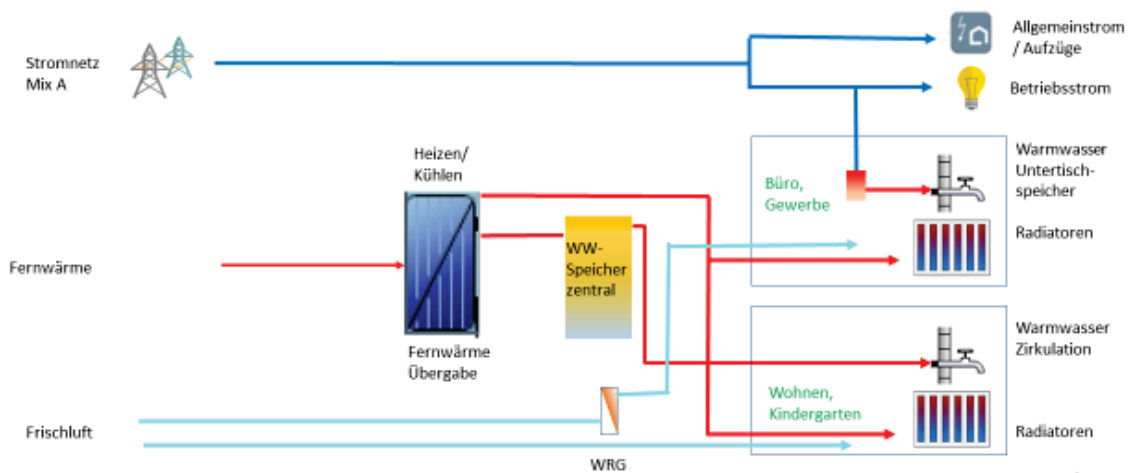 Stromnetz
Mix A
Allgemeinstrom
/ Aufzüge
Betriebsstrom
Heizen/
Kühlen
Büro,
Gewerbe
Warmwasser
Untertisch-
speicher
WW-
Speicher
zentral
Radiatoren
Fernwärme
Fernwärme
Übergabe
Warmwasser
Zirkulation
Wohnen,
Kindergarten
Frischluft
Radiatoren
WRG